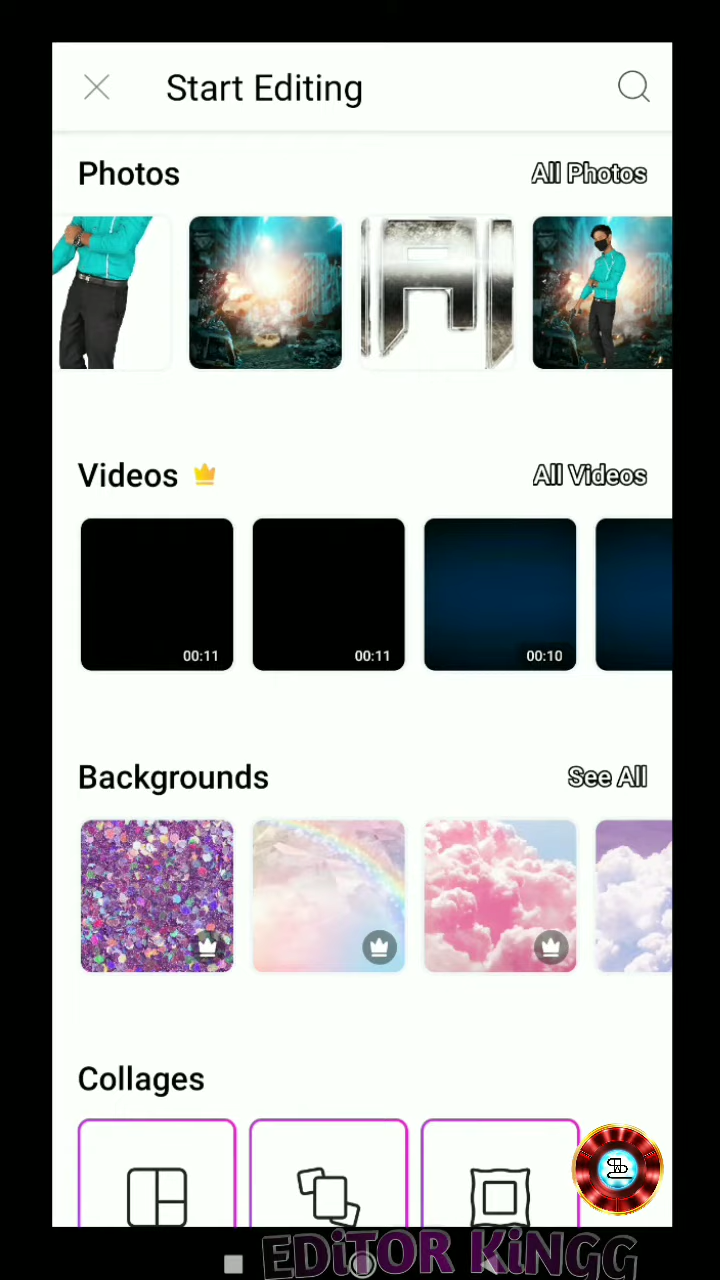 Start Editing
Photos
All Photos
Videos
All Videos
00:11
00:11
00:10
Backgrounds
See All
Collages
EDiTOR KiNGG